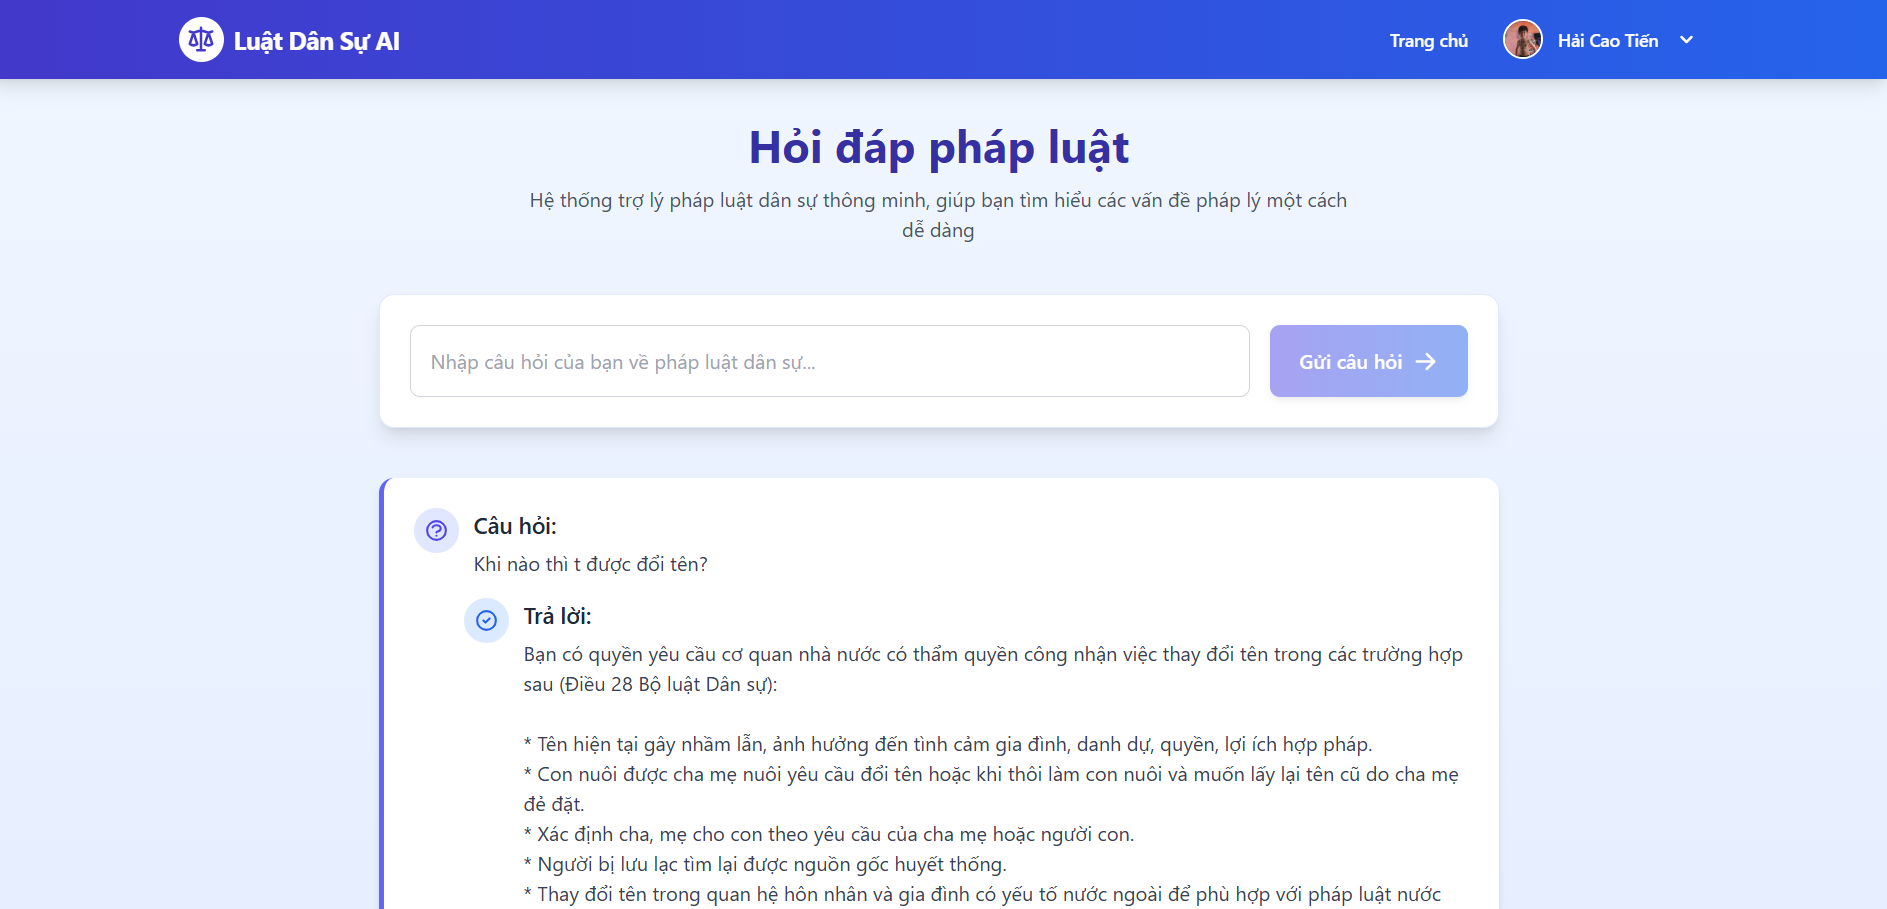 Luật Dân Sự AI
Trang chủ
Hải Cao Tiến
Hỏi đáp pháp luật
Hệ thống trợ lý pháp luật dân sự thông minh, giúp bạn tìm hiểu các vấn đề pháp lý một cách
dễ dàng
Nhập câu hỏi của bạn về pháp luật dân sự...
Gửi câu hỏi
Câu hỏi:
Khi nào thì t được đổi tên?
Trả lời:
Bạn có quyền yêu cầu cơ quan nhà nước có thẩm quyền công nhận việc thay đổi tên trong các trường hợp
sau (Điều 28 Bộ luật Dân sự):
* Tên hiện tại gây nhầm lẫn, ảnh hưởng đến tình cảm gia đình, danh dự, quyền, lợi ích hợp pháp.
* Con nuôi được cha mẹ nuôi yêu cầu đổi tên hoặc khi thôi làm con nuôi và muốn lấy lại tên cũ do cha mẹ
đẻ đặt.
* Xác định cha, mẹ cho con theo yêu cầu của cha mẹ hoặc người con.
* Người bị lưu lạc tìm lại được nguồn gốc huyết thống.
* Thay đổi tên trong quan hệ hôn nhân và gia đình có yếu tố nước ngoài để phù hợp với pháp luật nước